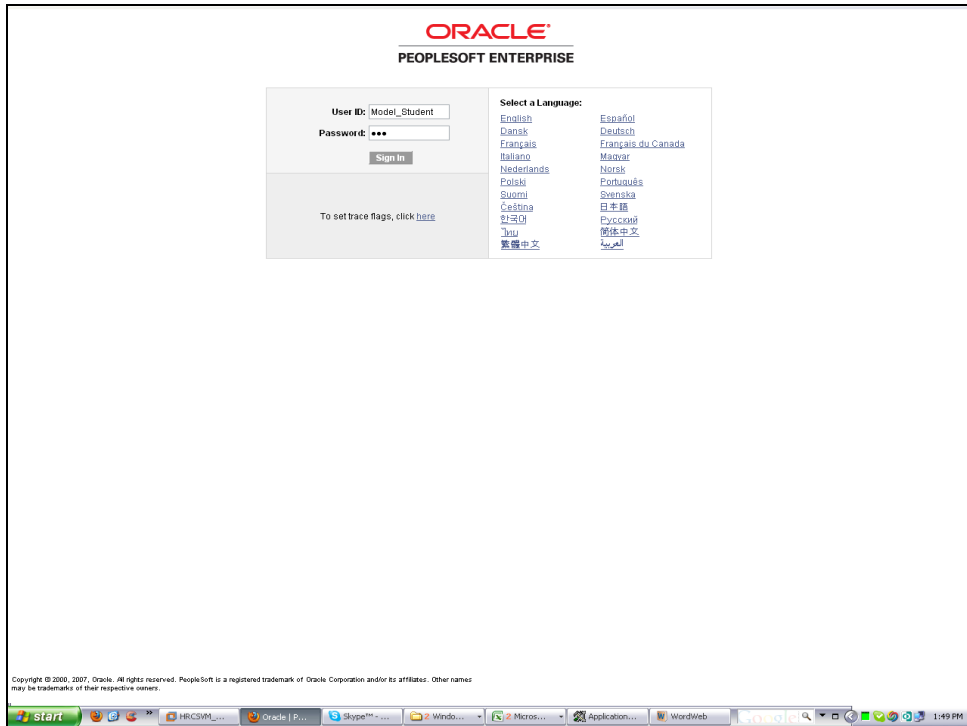 ORACLE
PEOPLESOFT ENTERPRISE
User ID: Model_Student
Password: •••
Sign In
To set trace flags, click here
Select a Language:
English Español
Dansk Deutsch
Français Français du Canada
Italiano Magyar
Nederlands Norsk
Polski Português
Suomi Svenska
Čeština 日本語
한국어 Русский
ไทย 简体中文
繁體中文 العربية
Copyright © 2000, 2007, Oracle. All rights reserved. PeopleSoft is a registered trademark of Oracle Corporation and/or its affiliates. Other names
may be trademarks of their respective owners.
start » HRCSVM_... Oracle | P... Skype™ - ... 2 Windo... 2 Micros... Application... WordWeb Google 1:49 PM